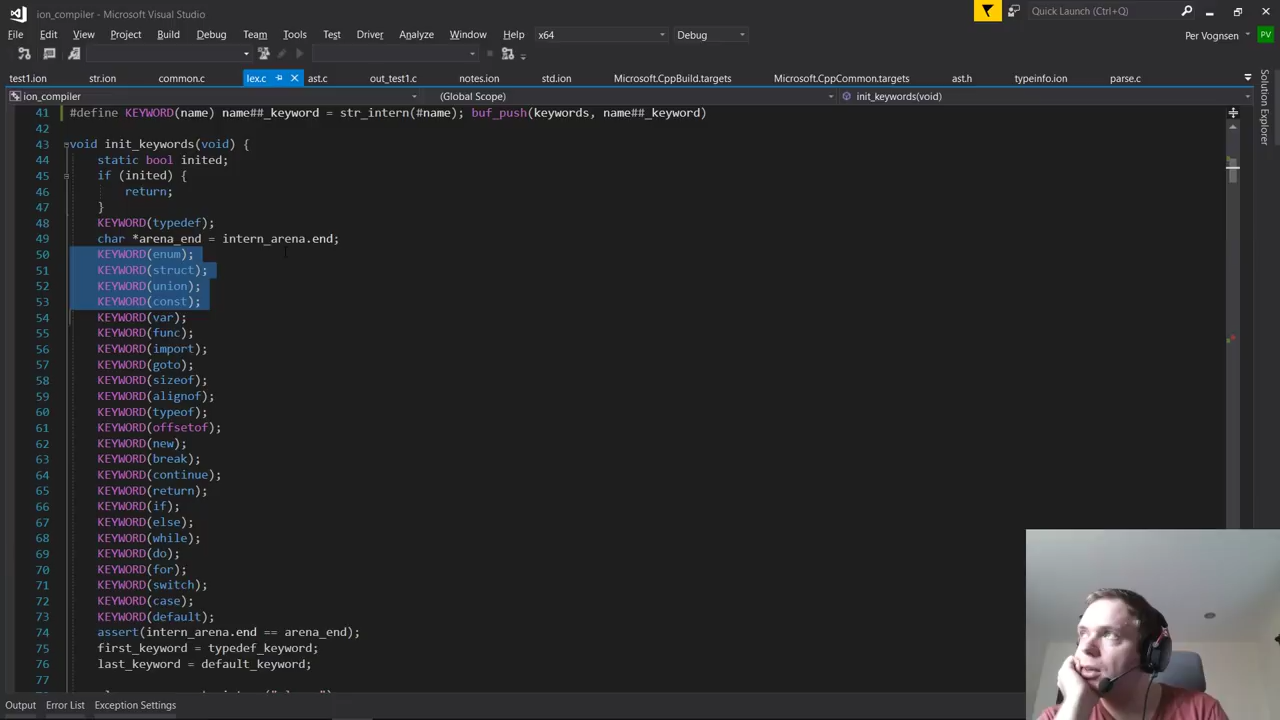 ion_compiler - Microsoft Visual Studio
Quick Launch (Ctrl+Q)
File Edit View Project Build Debug Team Tools Test Driver Analyze Window Help x64 Debug Per Vognsen PV
test1.ion str.ion common.c lex.c ast.c out_test1.c notes.ion std.ion Microsoft.CppBuild.targets Microsoft.CppCommon.targets ast.h typeinfo.ion parse.c
Solution Explorer
ion_compiler (Global Scope) init_keywords(void)
41 #define KEYWORD(name) name##_keyword = str_intern(#name); buf_push(keywords, name##_keyword)
42
43 void init_keywords(void) {
44 static bool inited;
45 if (inited) {
46 return;
47 }
48 KEYWORD(typedef);
49 char *arena_end = intern_arena.end;
50 KEYWORD(enum);
51 KEYWORD(struct);
52 KEYWORD(union);
53 KEYWORD(const);
54 KEYWORD(var);
55 KEYWORD(func);
56 KEYWORD(import);
57 KEYWORD(goto);
58 KEYWORD(sizeof);
59 KEYWORD(alignof);
60 KEYWORD(typeof);
61 KEYWORD(offsetof);
62 KEYWORD(new);
63 KEYWORD(break);
64 KEYWORD(continue);
65 KEYWORD(return);
66 KEYWORD(if);
67 KEYWORD(else);
68 KEYWORD(while);
69 KEYWORD(do);
70 KEYWORD(for);
71 KEYWORD(switch);
72 KEYWORD(case);
73 KEYWORD(default);
74 assert(intern_arena.end == arena_end);
75 first_keyword = typedef_keyword;
76 last_keyword = default_keyword;
77
Output Error List Exception Settings